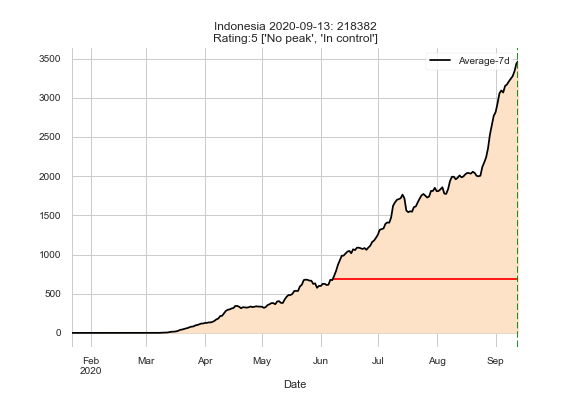 Indonesia 2020-09-13: 218382
Rating:5 ['No peak', 'In control']
Average-7d
3500
3000
2500
2000
1500
1000
500
0
Feb Mar Apr May Jun Jul Aug Sep
2020
Date